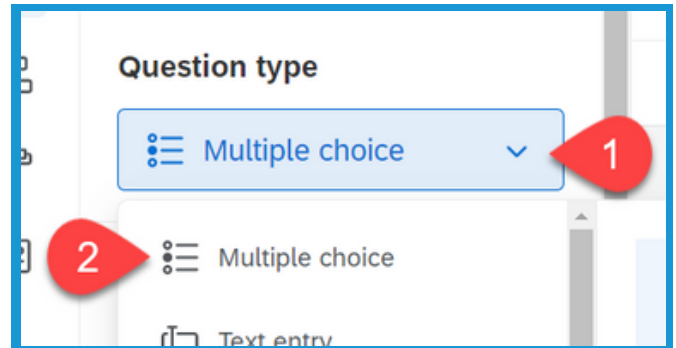 Question type
Multiple choice
1
2
Multiple choice
Text entry